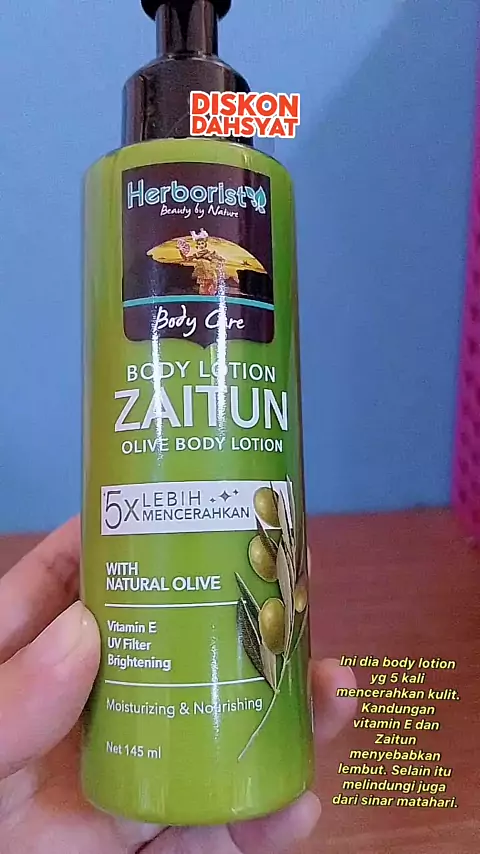 DISKON
DAHSYAT
Herborist
Beauty by Nature
Body Care
BODY LOTION
ZAITUN
OLIVE BODY LOTION
5X LEBIH
MENCERAHKAN
WITH
NATURAL OLIVE
Vitamin E
UV Filter
Brightening
Moisturizing & Nourishing
Net 145 ml
Ini dia body lotion
yg 5 kali
mencerahkan kulit.
Kandungan
vitamin E dan
Zaitun
menyebabkan
lembut. Selain itu
melindungi juga
dari sinar matahari.